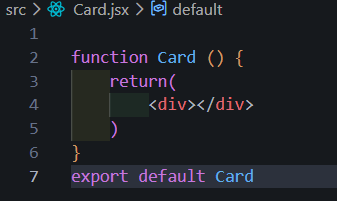 src > Card.jsx > default
1
2 function Card () {
3     return(
4         <div></div>
5     )
6 }
7 export default Card